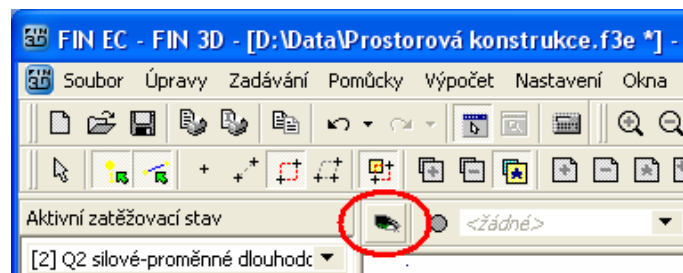 FIN EC - FIN 3D - [D:\Data\Prostorová konstrukce.f3e *] -
Soubor Úpravy Zadávání Pomůcky Výpočet Nastavení Okna
Aktivní zatěžovací stav
<žádné>
[2] Q2 silové-proměnné dlouhodc